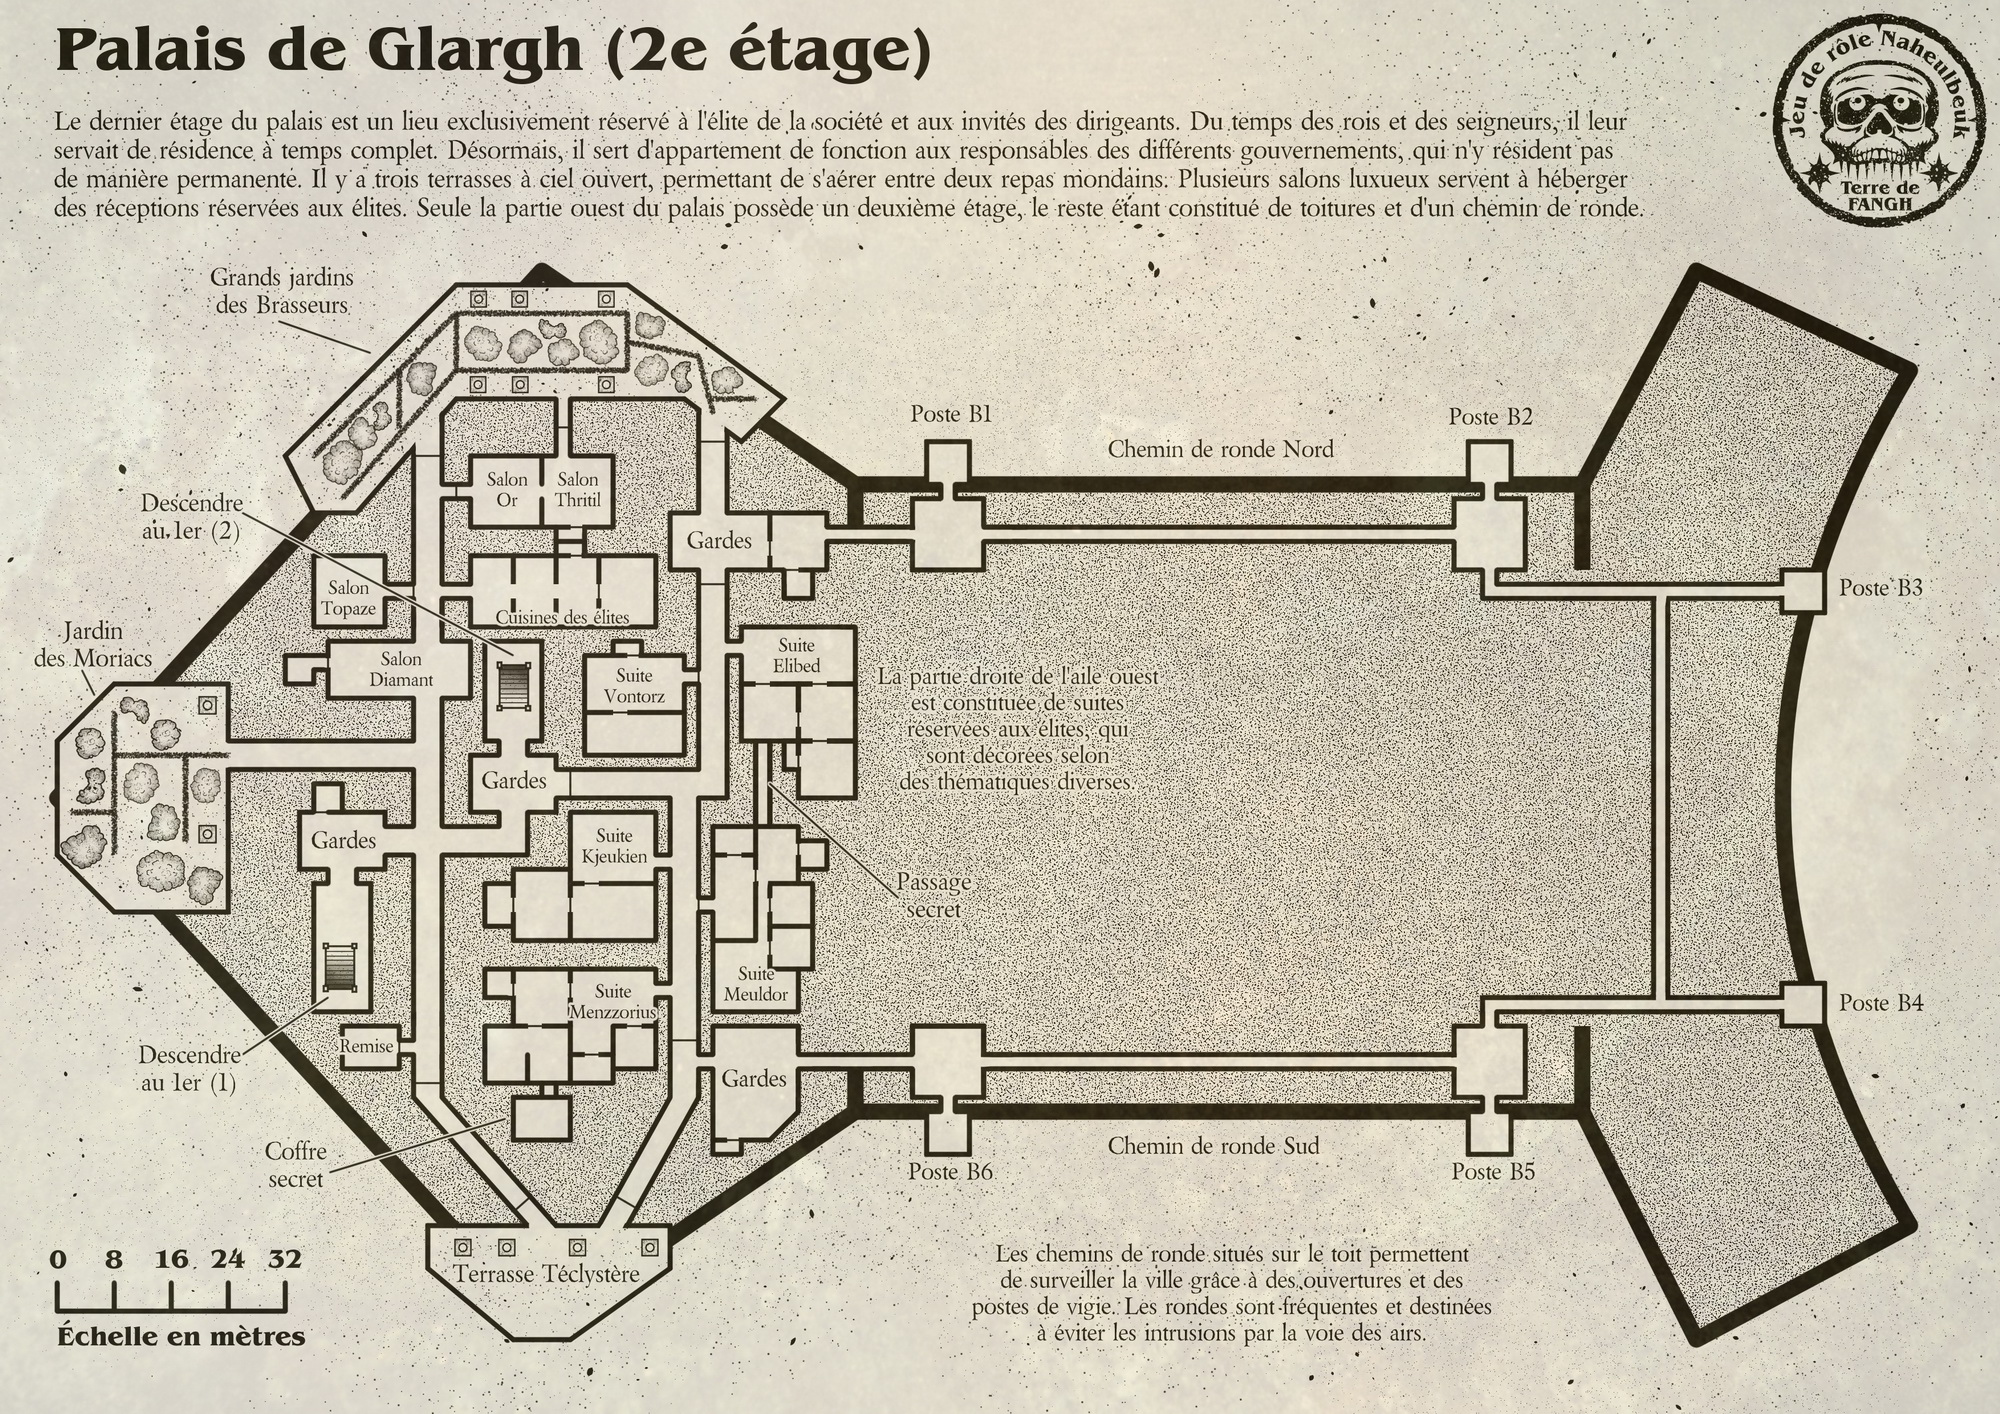 Palais de Glargh (2e étage)
Le dernier étage du palais est un lieu exclusivement réservé à l'élite de la société et aux invités des dirigeants. Du temps des rois et des seigneurs, il leur
servait de résidence à temps complet. Désormais, il sert d'appartement de fonction aux responsables des différents gouvernements, qui n'y résident pas
de manière permanente. Il y a trois terrasses à ciel ouvert, permettant de s'aérer entre deux repas mondains. Plusieurs salons luxueux servent à héberger
des réceptions réservées aux élites. Seule la partie ouest du palais possède un deuxième étage, le reste étant constitué de toitures et d'un chemin de ronde.
Jeu de rôle Naheulbeuk
Terre de
FANGH
Grands jardins
des Brasseurs
Poste B1
Poste B2
Chemin de ronde Nord
Salon
Or
Salon
Thritil
Descendre
au 1er (2)
Gardes
Salon
Topaze
Poste B3
Cuisines des élites
Jardin
des Moriacs
Salon
Diamant
Suite
Vontorz
Suite
Elibed
La partie droite de l'aile ouest
est constituée de suites
réservées aux élites, qui
sont décorées selon
des thématiques diverses.
Gardes
Gardes
Suite
Kjeukien
Passage
secret
Suite
Meuldor
Suite
Menzzorius
Poste B4
Remise
Descendre
au 1er (1)
Gardes
Coffre
secret
Chemin de ronde Sud
Poste B6
Poste B5
Terrasse Téclystère
0 8 16 24 32
Échelle en mètres
Les chemins de ronde situés sur le toit permettent
de surveiller la ville grâce à des ouvertures et des
postes de vigie. Les rondes sont fréquentes et destinées
à éviter les intrusions par la voie des airs.